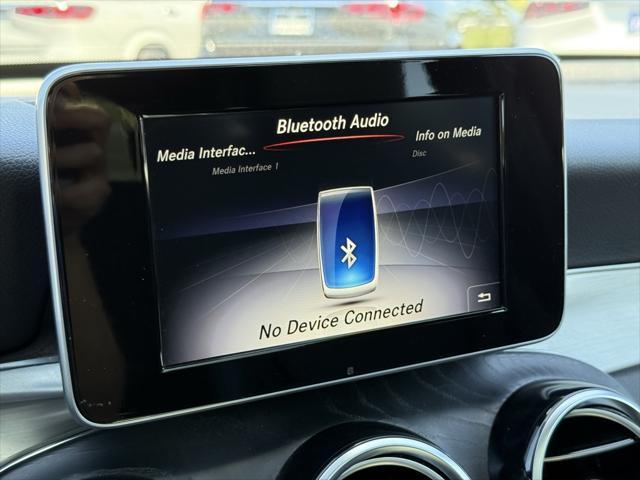 Bluetooth Audio
Media Interfac...
Info on Media
Media Interface 1
Disc
No Device Connected